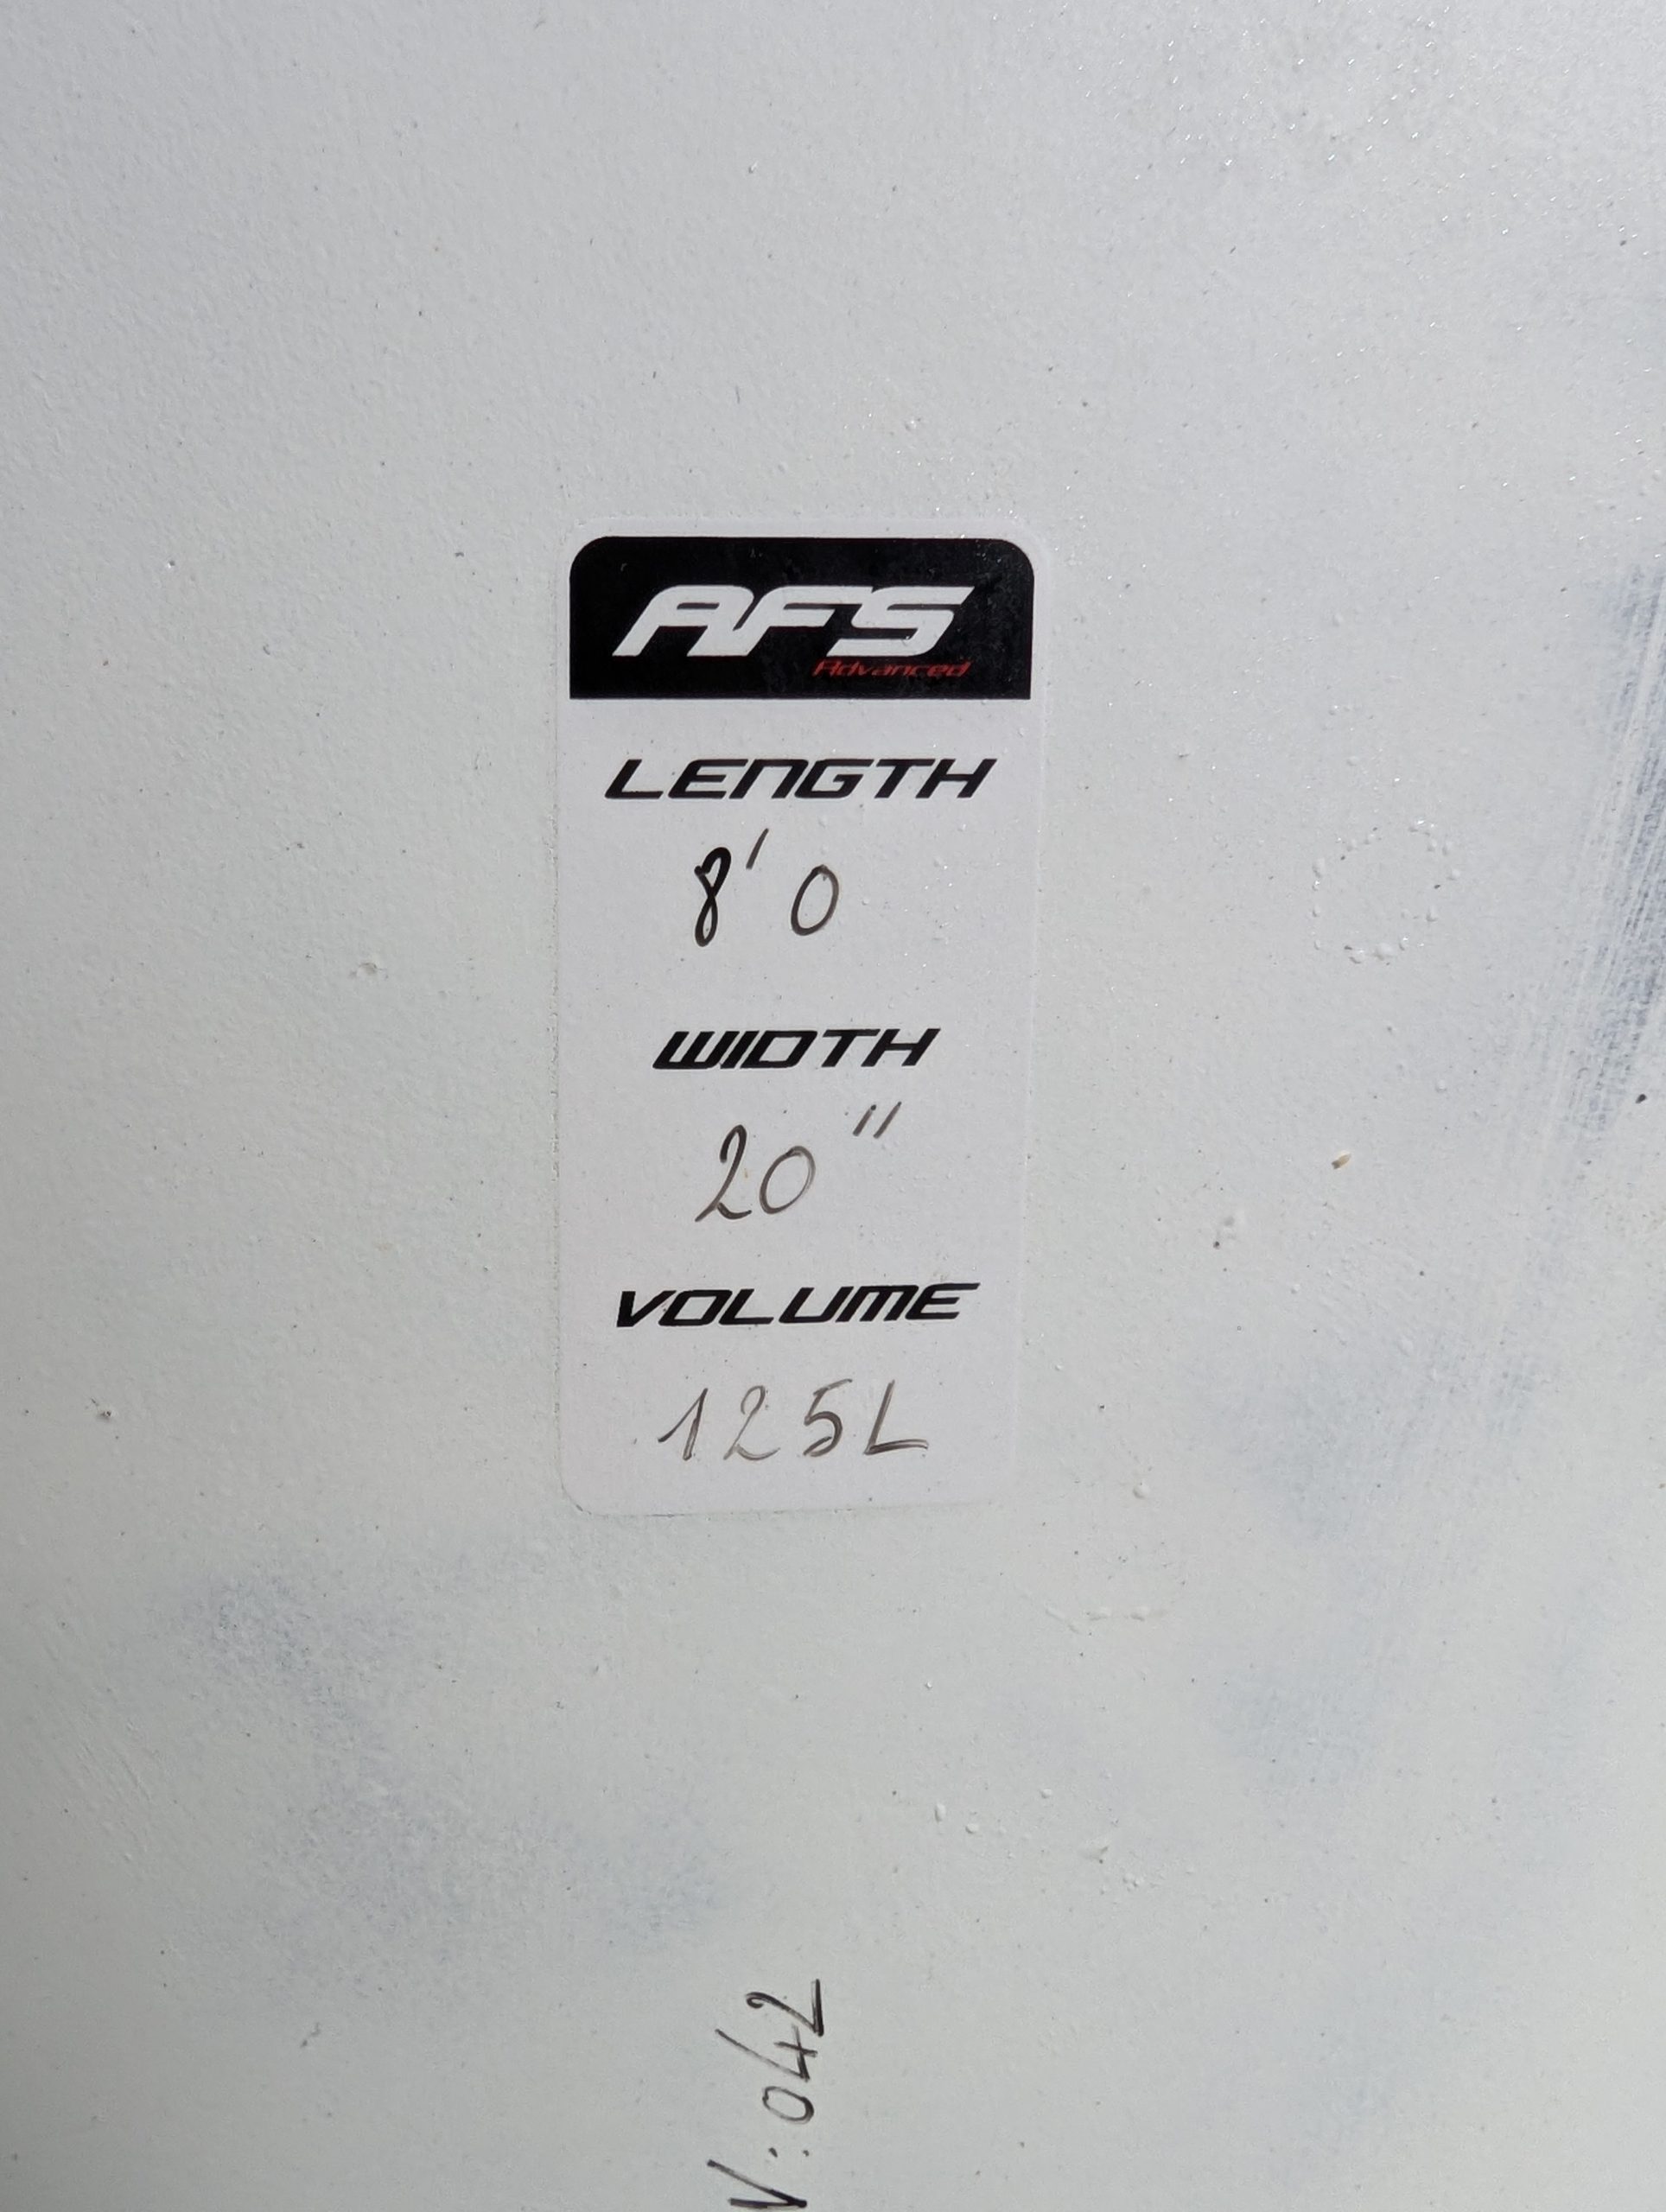 AFS
Advanced
LENGTH
8'0
WIDTH
20"
VOLUME
125L
V:042